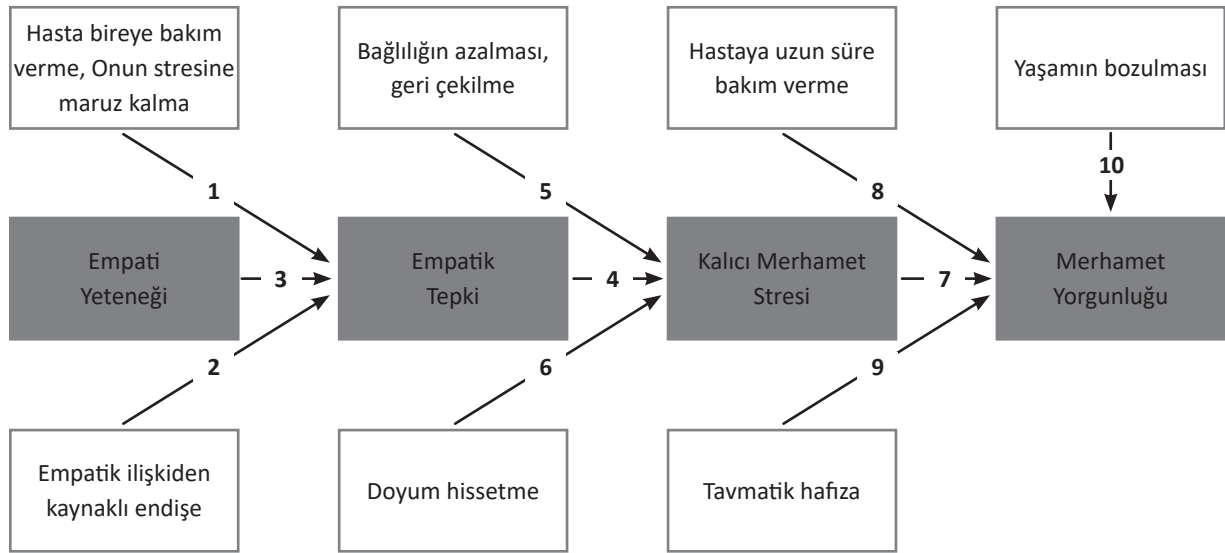 Hasta bireye bakım
verme, Onun stresine
maruz kalma
Bağlılığın azalması,
geri çekilme
Hastaya uzun süre
bakım verme
Yaşamın bozulması
1
5
8
10
Empati
Yeteneği
3
Empatik
Tepki
4
Kalıcı Merhamet
Stresi
7
Merhamet
Yorgunluğu
2
6
9
Empatik ilişkiden
kaynaklı endişe
Doyum hissetme
Tavmatik hafıza